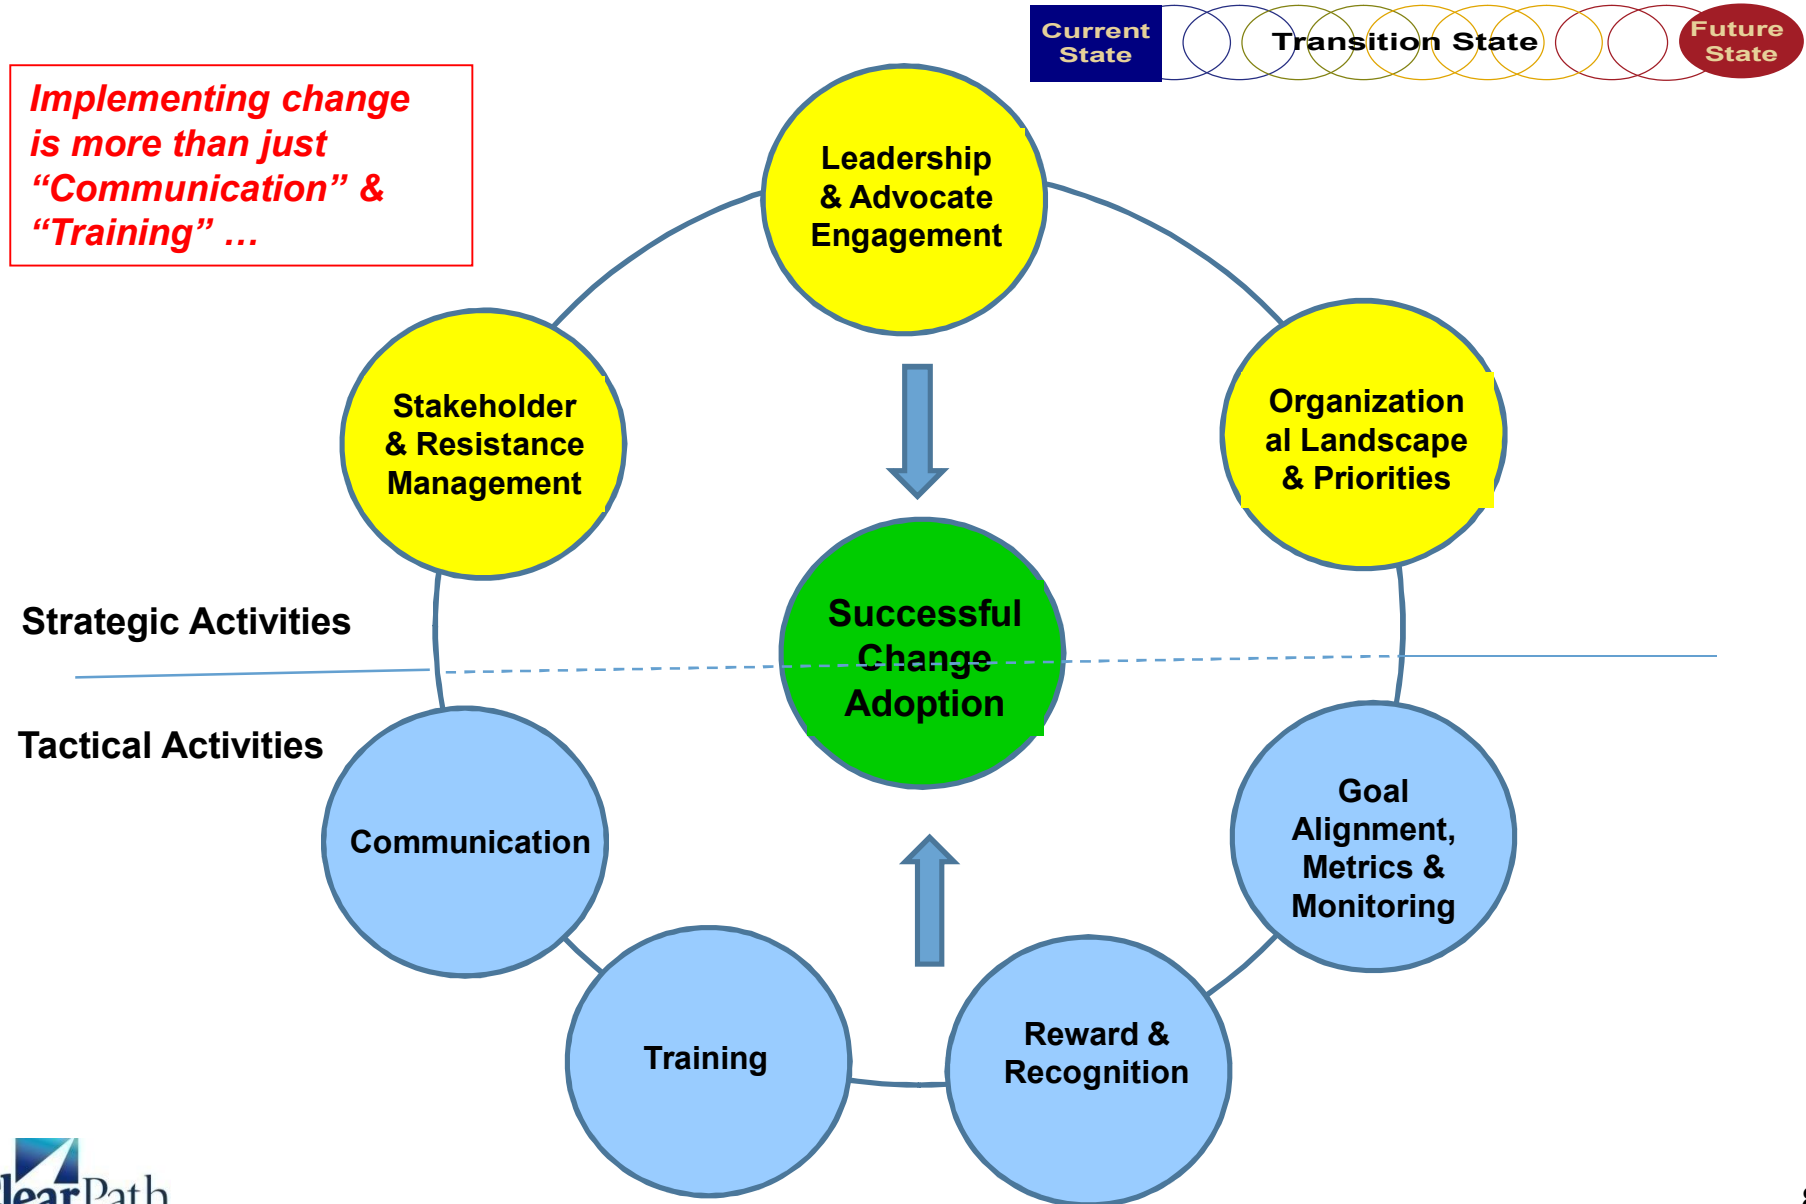 Current
State
Transition State
Future
State
Implementing change
is more than just
“Communication” &
“Training” …
Leadership
& Advocate
Engagement
Stakeholder
& Resistance
Management
Organization
al Landscape
& Priorities
Successful
Change
Adoption
Strategic Activities
Tactical Activities
Communication
Goal
Alignment,
Metrics &
Monitoring
Training
Reward &
Recognition
learPath